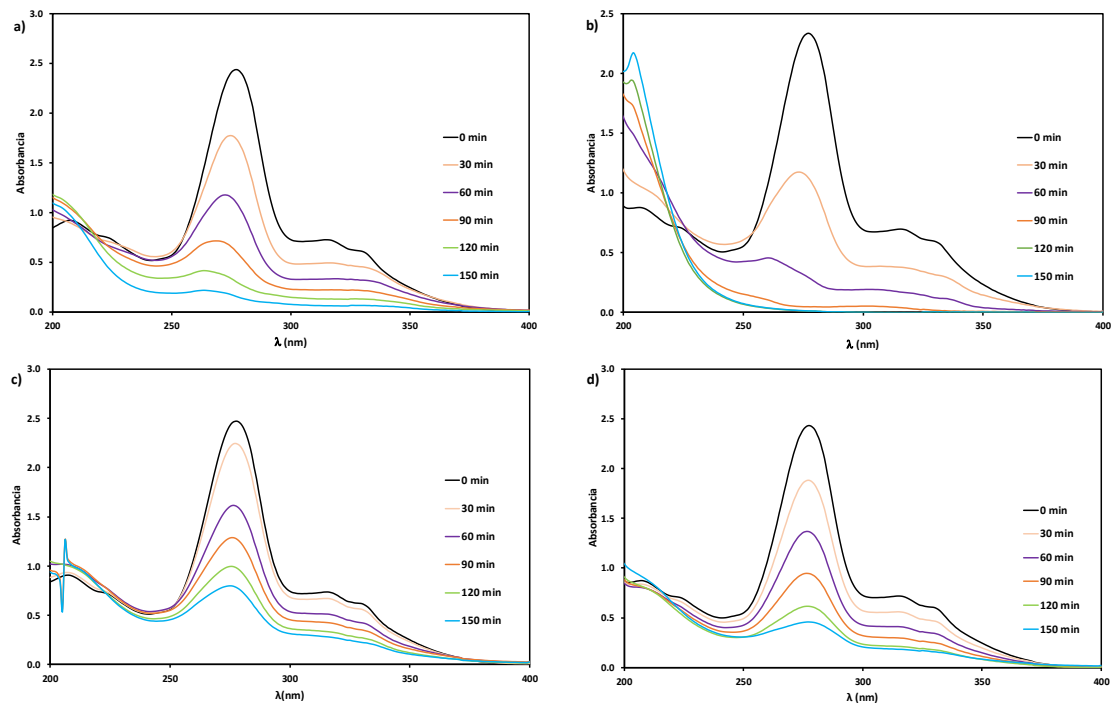 a)
3.0
2.5
2.0
1.5
1.0
0.5
0.0
Absorbancia
200
250
300
350
400
λ (nm)
0 min
30 min
60 min
90 min
120 min
150 min
b)
2.5
2.0
1.5
1.0
0.5
0.0
Absorbancia
200
250
300
350
400
λ (nm)
0 min
30 min
60 min
90 min
120 min
150 min
c)
3.0
2.5
2.0
1.5
1.0
0.5
0.0
Absorbancia
200
250
300
350
400
λ(nm)
0 min
30 min
60 min
90 min
120 min
150 min
d)
3.0
2.5
2.0
1.5
1.0
0.5
0.0
Absorbancia
200
250
300
350
400
λ (nm)
0 min
30 min
60 min
90 min
120 min
150 min